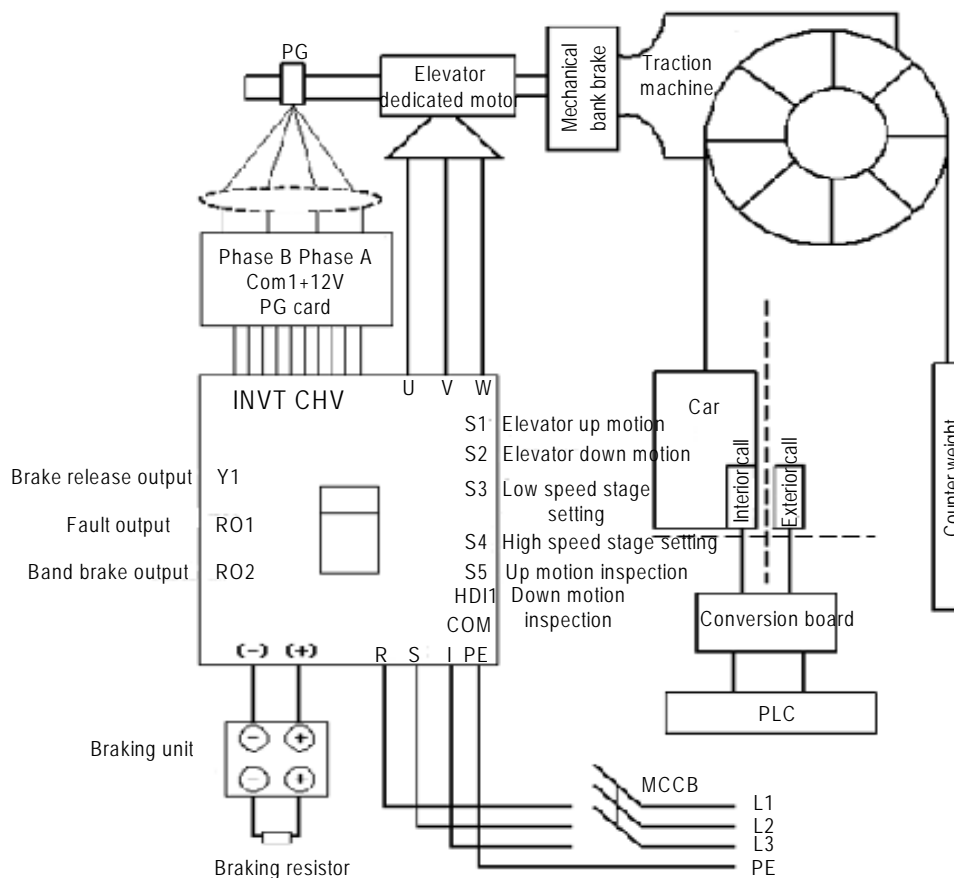 PG
Elevator
dedicated motor
Mechanical
bank brake
Traction
machine
Phase B Phase A
Com1+12V
PG card
INVT CHV
U V W
S1 Elevator up motion
S2 Elevator down motion
S3 Low speed stage
setting
S4 High speed stage setting
S5 Up motion inspection
HDI1 Down motion
inspection
COM
Brake release output Y1
Fault output RO1
Band brake output RO2
(-) (+) R S I PE
Car
Interior call
Exterior call
Counter weight
Conversion board
PLC
Braking unit
- +
- +
Braking resistor
MCCB
L1
L2
L3
PE